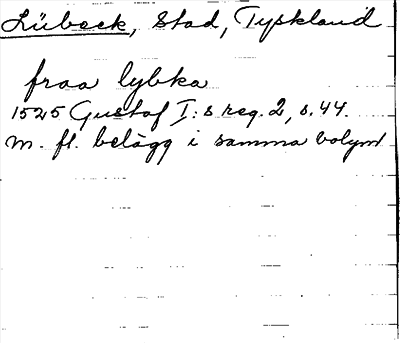 Lübeck, Stad, Tyskland
fraa lybka
1525 Gustaf I:s reg. 2, s. 44.
m. fl. belägg i samma volym